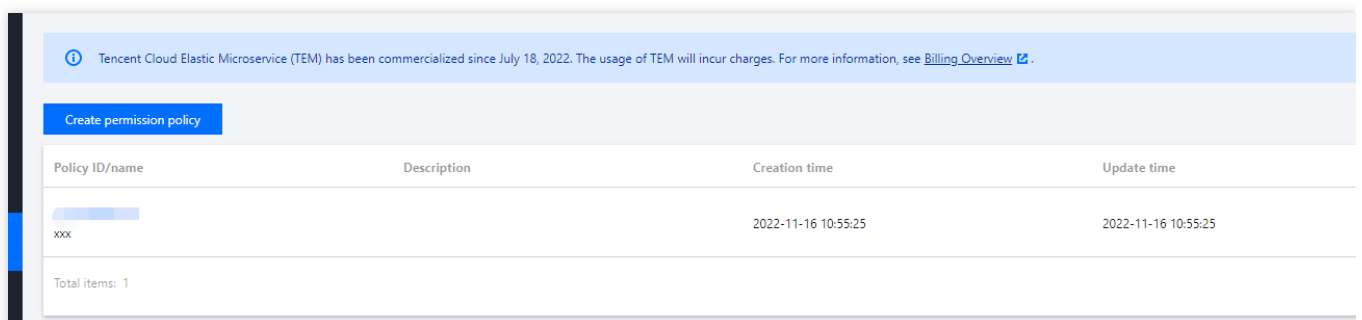 Tencent Cloud Elastic Microservice (TEM) has been commercialized since July 18, 2022. The usage of TEM will incur charges. For more information, see Billing Overview .
Create permission policy
Policy ID/name Description Creation time Update time
xxx 2022-11-16 10:55:25 2022-11-16 10:55:25
Total items: 1